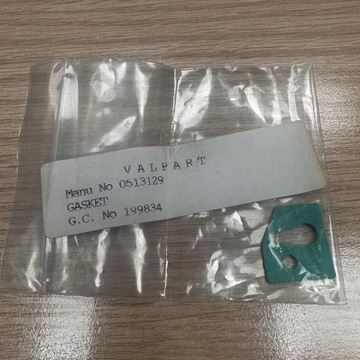 VALPART
Manu No 0513129
GASKET
G.C. No 199834